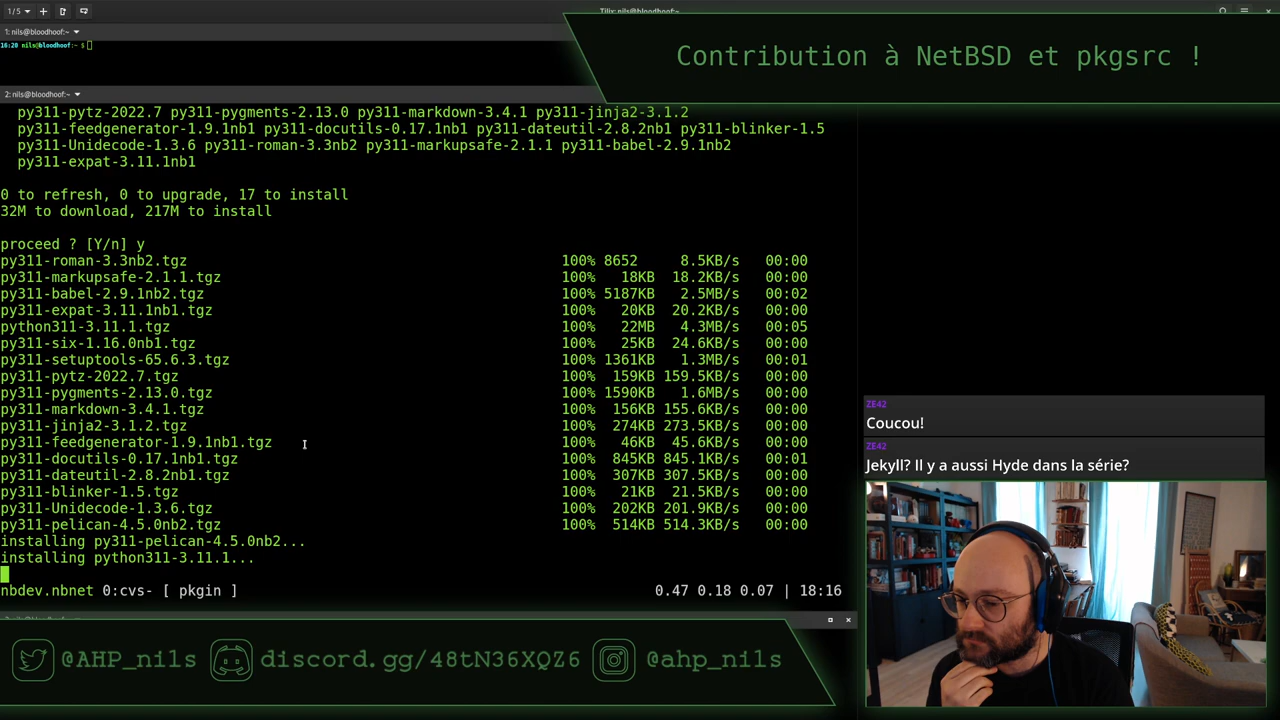 1 / 5
Tilix: nils@bloodhoof:~
1: nils@bloodhoof:~
16:20 nils@bloodhoof:~ $
Contribution à NetBSD et pkgsrc !
2: nils@bloodhoof:~
py311-pytz-2022.7 py311-pygments-2.13.0 py311-markdown-3.4.1 py311-jinja2-3.1.2
py311-feedgenerator-1.9.1nb1 py311-docutils-0.17.1nb1 py311-dateutil-2.8.2nb1 py311-blinker-1.5
py311-Unidecode-1.3.6 py311-roman-3.3nb2 py311-markupsafe-2.1.1 py311-babel-2.9.1nb2
py311-expat-3.11.1nb1
0 to refresh, 0 to upgrade, 17 to install
32M to download, 217M to install
proceed ? [Y/n] y
py311-roman-3.3nb2.tgz 100% 8652 8.5KB/s 00:00
py311-markupsafe-2.1.1.tgz 100% 18KB 18.2KB/s 00:00
py311-babel-2.9.1nb2.tgz 100% 5187KB 2.5MB/s 00:02
py311-expat-3.11.1nb1.tgz 100% 20KB 20.2KB/s 00:00
python311-3.11.1.tgz 100% 22MB 4.3MB/s 00:05
py311-six-1.16.0nb1.tgz 100% 25KB 24.6KB/s 00:00
py311-setuptools-65.6.3.tgz 100% 1361KB 1.3MB/s 00:01
py311-pytz-2022.7.tgz 100% 159KB 159.5KB/s 00:00
py311-pygments-2.13.0.tgz 100% 1590KB 1.6MB/s 00:00
py311-markdown-3.4.1.tgz 100% 156KB 155.6KB/s 00:00
py311-jinja2-3.1.2.tgz 100% 274KB 273.5KB/s 00:00
py311-feedgenerator-1.9.1nb1.tgz 100% 46KB 45.6KB/s 00:00
py311-docutils-0.17.1nb1.tgz 100% 845KB 845.1KB/s 00:01
py311-dateutil-2.8.2nb1.tgz 100% 307KB 307.5KB/s 00:00
py311-blinker-1.5.tgz 100% 21KB 21.5KB/s 00:00
py311-Unidecode-1.3.6.tgz 100% 202KB 201.9KB/s 00:00
py311-pelican-4.5.0nb2.tgz 100% 514KB 514.3KB/s 00:00
installing py311-pelican-4.5.0nb2...
installing python311-3.11.1...
nbdev.nbnet 0:cvs- [ pkgin ] 0.47 0.18 0.07 | 18:16
ZE42
Coucou!
ZE42
Jekyll? Il y a aussi Hyde dans la série?
@AHP_nils
discord.gg/48tN36XQZ6
@ahp_nils